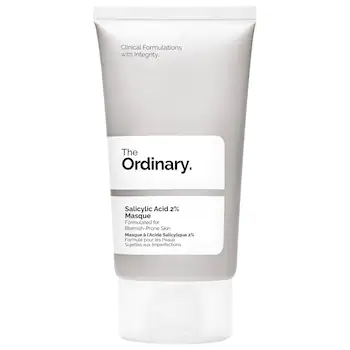 Clinical Formulations
with Integrity.
The
Ordinary.
Salicylic Acid 2%
Masque
Formulated for
Blemish-Prone Skin
Masque à l'Acide Salicylique 2%
Formule pour les Peaux
Sujettes aux Imperfections